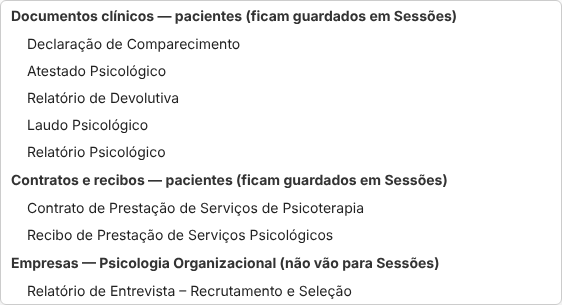 Documentos clínicos — pacientes (ficam guardados em Sessões)
Declaração de Comparecimento
Atestado Psicológico
Relatório de Devolutiva
Laudo Psicológico
Relatório Psicológico
Contratos e recibos — pacientes (ficam guardados em Sessões)
Contrato de Prestação de Serviços de Psicoterapia
Recibo de Prestação de Serviços Psicológicos
Empresas — Psicologia Organizacional (não vão para Sessões)
Relatório de Entrevista – Recrutamento e Seleção